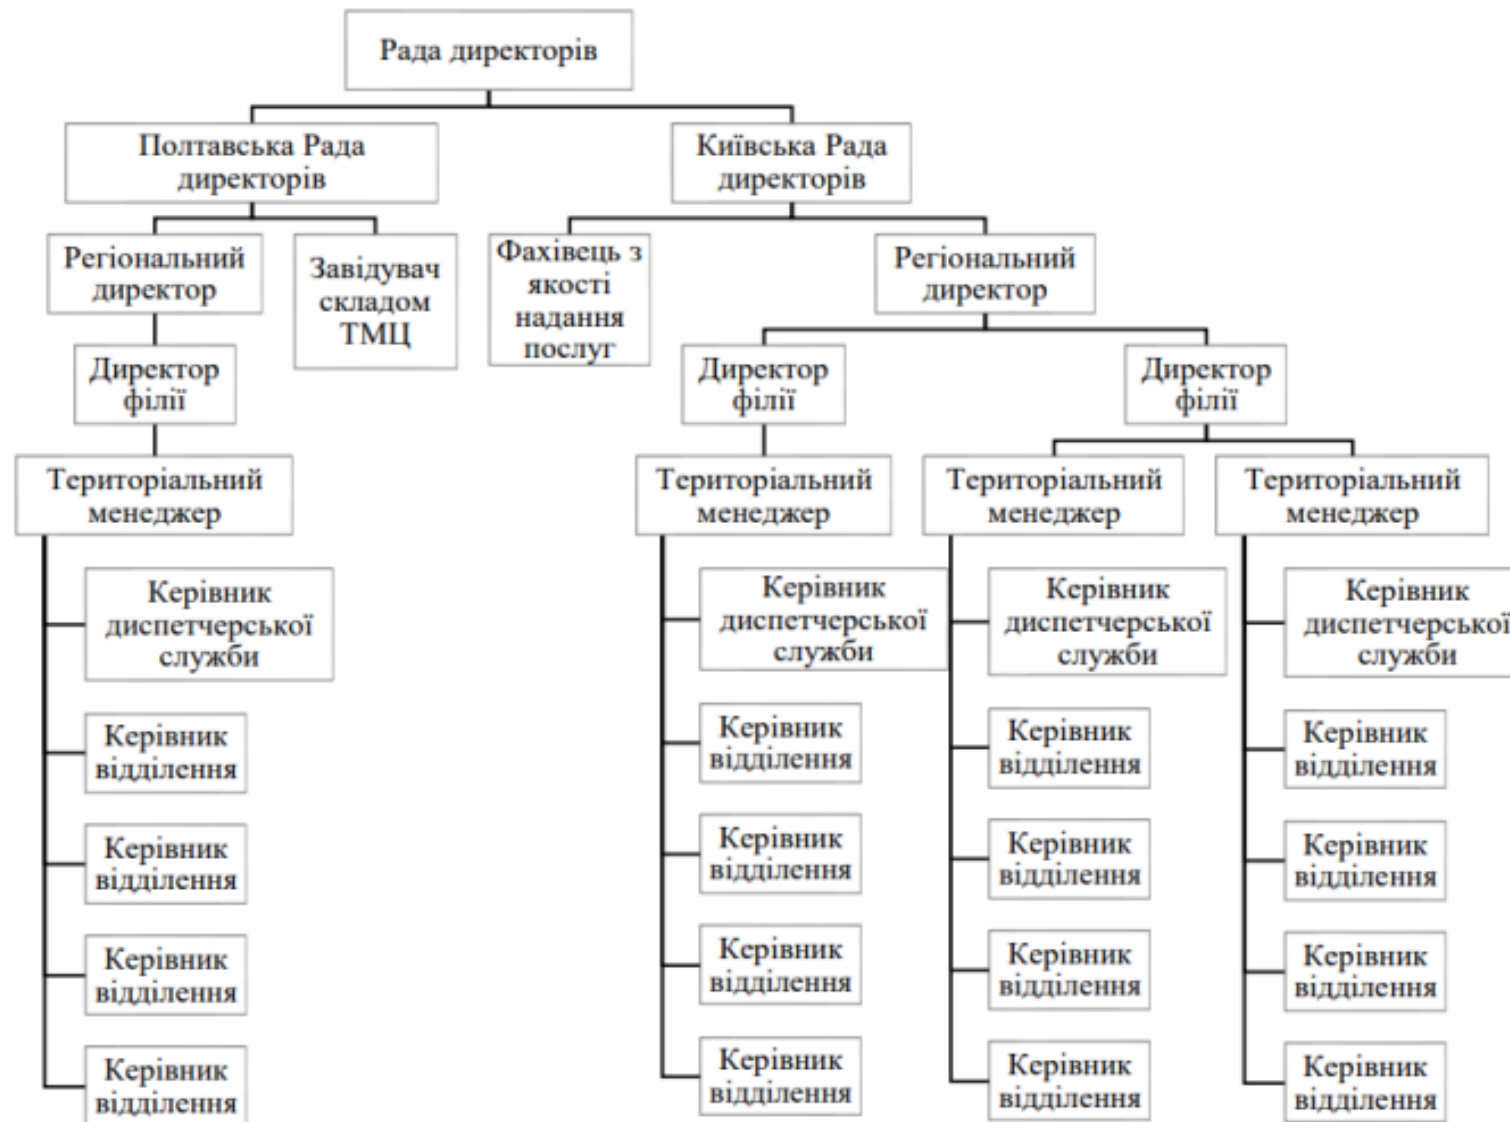 Рада директорів
Полтавська Рада
директорів
Київська Рада
директорів
Регіональний
директор
Завідувач
складом
ТМЦ
Фахівець з
якості
надання
послуг
Регіональний
директор
Директор
філії
Директор
філії
Директор
філії
Територіальний
менеджер
Територіальний
менеджер
Територіальний
менеджер
Територіальний
менеджер
Керівник
диспетчерської
служби
Керівник
диспетчерської
служби
Керівник
диспетчерської
служби
Керівник
диспетчерської
служби
Керівник
відділення
Керівник
відділення
Керівник
відділення
Керівник
відділення
Керівник
відділення
Керівник
відділення
Керівник
відділення
Керівник
відділення
Керівник
відділення
Керівник
відділення
Керівник
відділення
Керівник
відділення
Керівник
відділення
Керівник
відділення
Керівник
відділення
Керівник
відділення